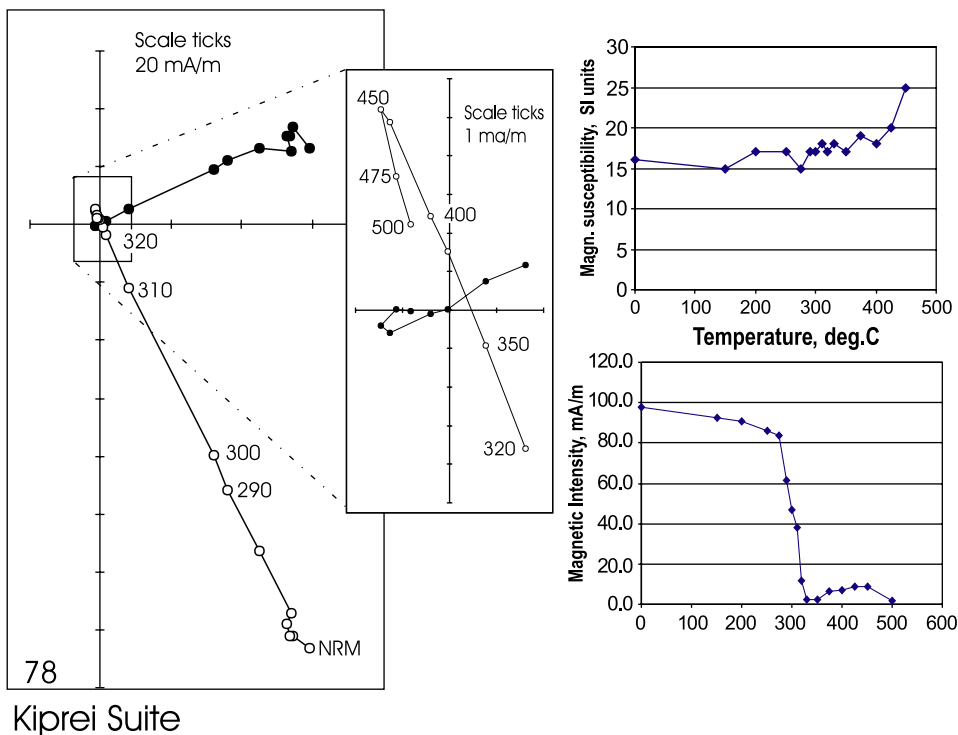 Scale ticks
20 mA/m
320
310
300
290
NRM
78
Kiprei Suite
450
Scale ticks
1 ma/m
475
400
500
350
320
Magn. susceptibility, SI units
30
25
20
15
10
5
0
0 100 200 300 400 500
Temperature, deg.C
Magnetic Intensity, mA/m
120.0
100.0
80.0
60.0
40.0
20.0
0.0
0 100 200 300 400 500 600